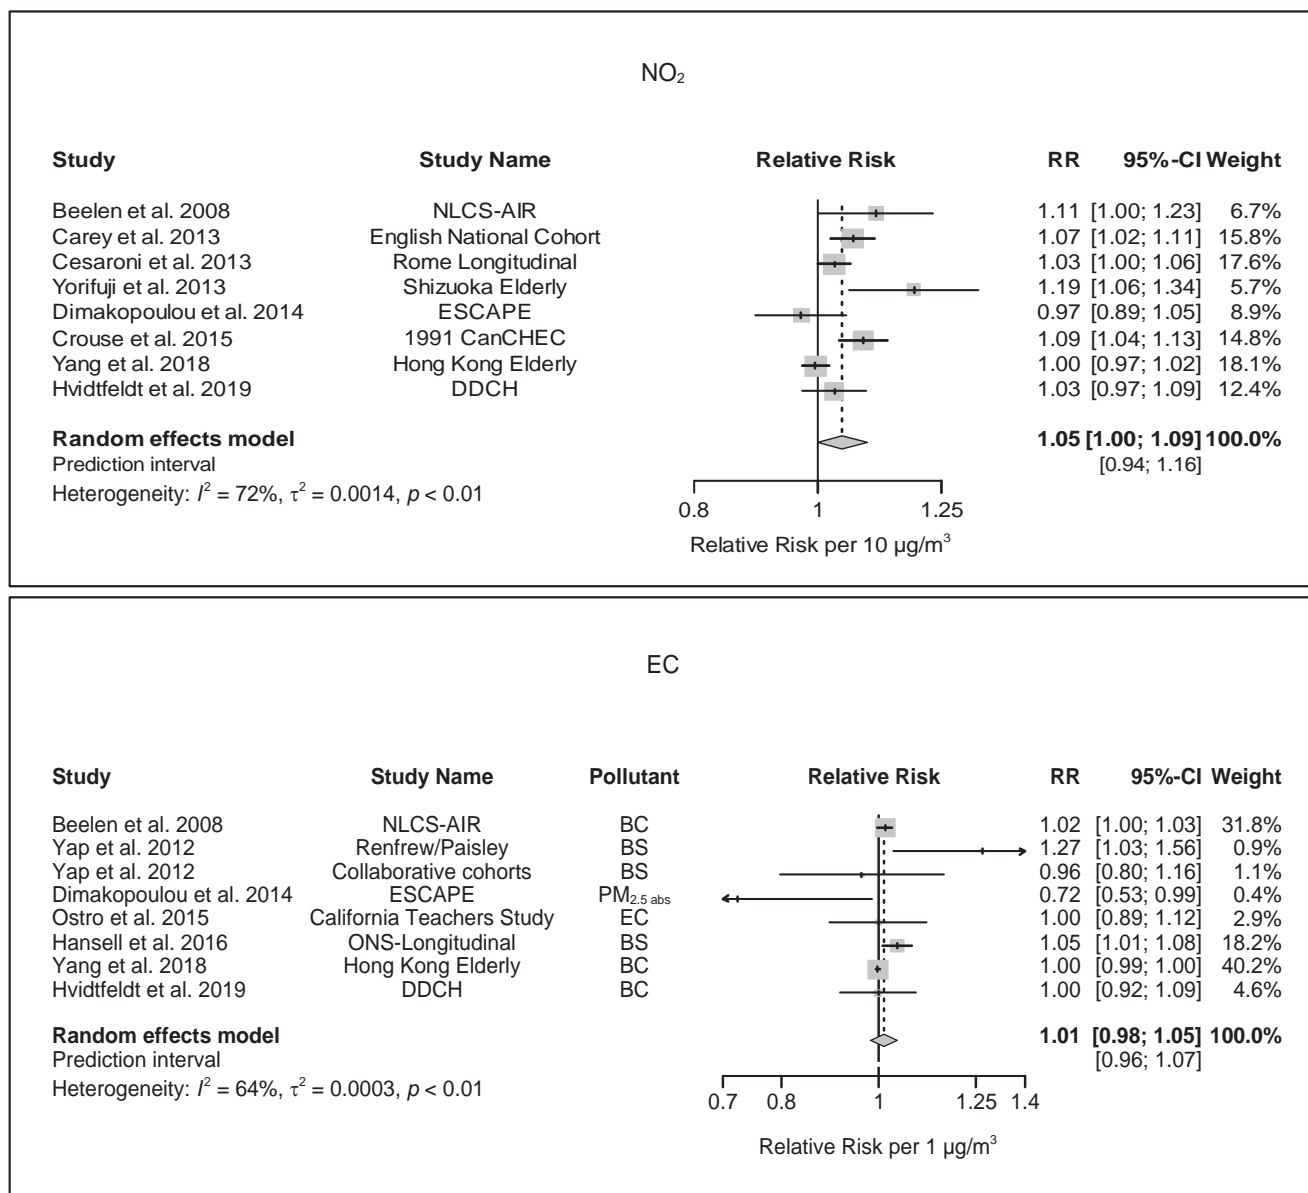 NO₂
Study Study Name Relative Risk RR 95%-CI Weight
Beelen et al. 2008 NLCS-AIR 1.11 [1.00; 1.23] 6.7%
Carey et al. 2013 English National Cohort 1.07 [1.02; 1.11] 15.8%
Cesaroni et al. 2013 Rome Longitudinal 1.03 [1.00; 1.06] 17.6%
Yorifuji et al. 2013 Shizuoka Elderly 1.19 [1.06; 1.34] 5.7%
Dimakopoulou et al. 2014 ESCAPE 0.97 [0.89; 1.05] 8.9%
Crouse et al. 2015 1991 CanCHEC 1.09 [1.04; 1.13] 14.8%
Yang et al. 2018 Hong Kong Elderly 1.00 [0.97; 1.02] 18.1%
Hvidtfeldt et al. 2019 DDCH 1.03 [0.97; 1.09] 12.4%
Random effects model 1.05 [1.00; 1.09] 100.0%
Prediction interval [0.94; 1.16]
Heterogeneity: I² = 72%, τ² = 0.0014, p < 0.01
0.8 1 1.25
Relative Risk per 10 µg/m³
EC
Study Study Name Pollutant Relative Risk RR 95%-CI Weight
Beelen et al. 2008 NLCS-AIR BC 1.02 [1.00; 1.03] 31.8%
Yap et al. 2012 Renfrew/Paisley BS 1.27 [1.03; 1.56] 0.9%
Yap et al. 2012 Collaborative cohorts BS 0.96 [0.80; 1.16] 1.1%
Dimakopoulou et al. 2014 ESCAPE PM2.5 abs 0.72 [0.53; 0.99] 0.4%
Ostro et al. 2015 California Teachers Study EC 1.00 [0.89; 1.12] 2.9%
Hansell et al. 2016 ONS-Longitudinal BS 1.05 [1.01; 1.08] 18.2%
Yang et al. 2018 Hong Kong Elderly BC 1.00 [0.99; 1.00] 40.2%
Hvidtfeldt et al. 2019 DDCH BC 1.00 [0.92; 1.09] 4.6%
Random effects model 1.01 [0.98; 1.05] 100.0%
Prediction interval [0.96; 1.07]
Heterogeneity: I² = 64%, τ² = 0.0003, p < 0.01
0.7 0.8 1 1.25 1.4
Relative Risk per 1 µg/m³